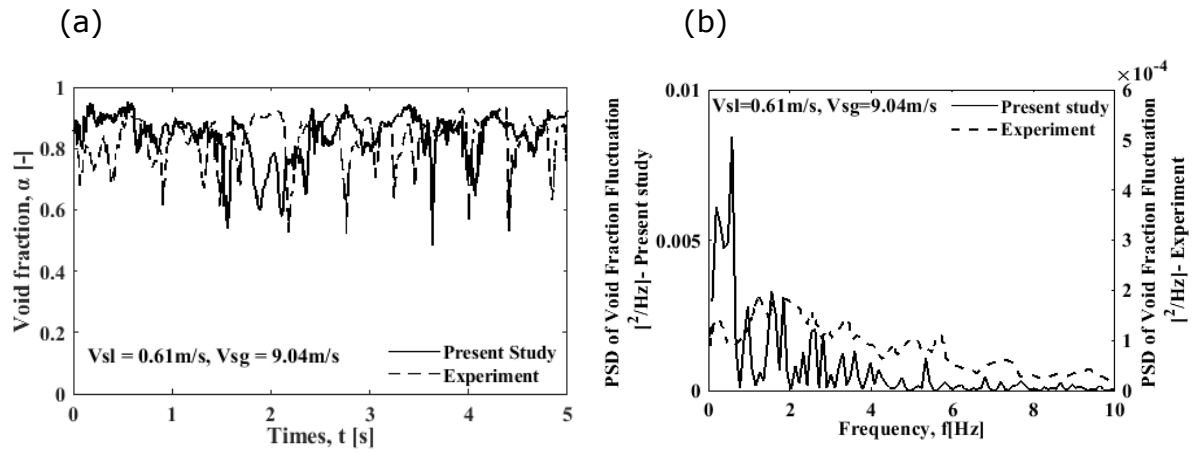 (a)
(b)
1
0.8
0.6
0.4
0.2
0
Void fraction, α [-]
Vsl = 0.61m/s, Vsg = 9.04m/s
Present Study
Experiment
0 1 2 3 4 5
Times, t [s]
×10⁻⁴
0.01
0.005
0
PSD of Void Fraction Fluctuation
[²/Hz]- Present study
Vsl=0.61m/s, Vsg=9.04m/s
Present study
Experiment
6
5
4
3
2
1
0
PSD of Void Fraction Fluctuation
[²/Hz]- Experiment
0 2 4 6 8 10
Frequency, f[Hz]